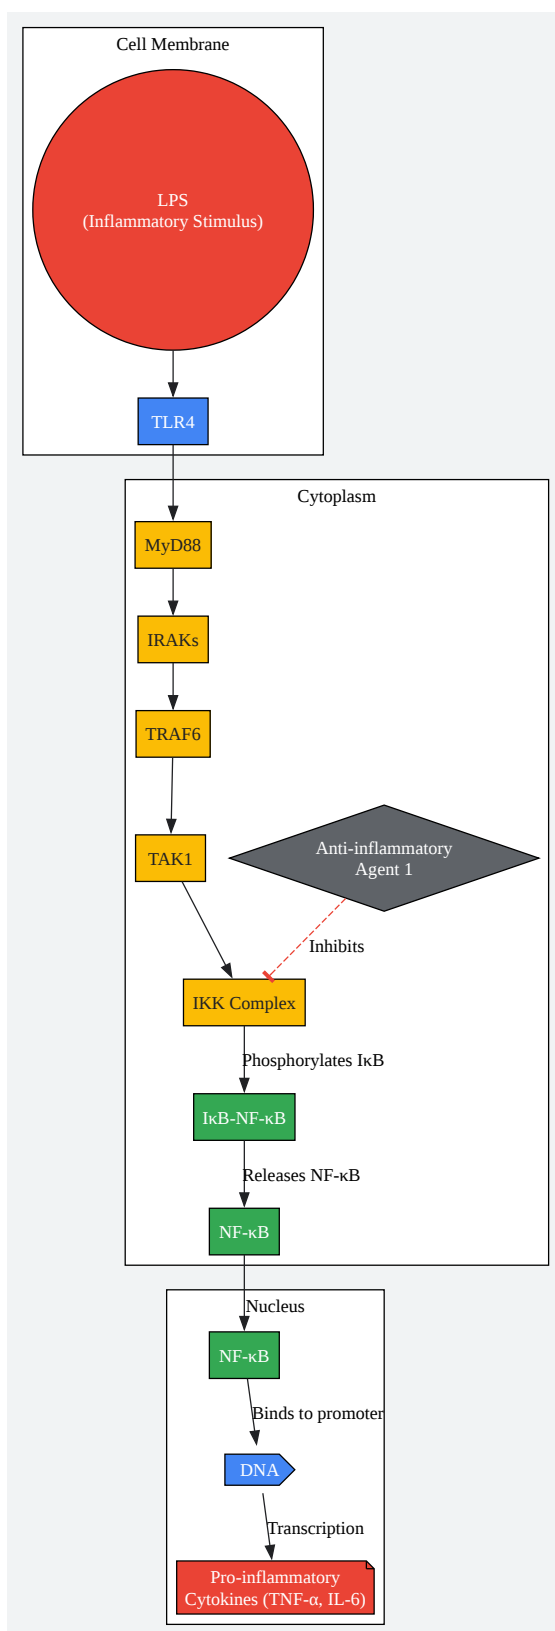 Cell Membrane
LPS
(Inflammatory Stimulus)
TLR4
Cytoplasm
MyD88
IRAKs
TRAF6
TAK1
Anti-inflammatory
Agent 1
Inhibits
IKK Complex
Phosphorylates IκB
IκB-NF-κB
Releases NF-κB
NF-κB
Nucleus
NF-κB
Binds to promoter
DNA
Transcription
Pro-inflammatory
Cytokines (TNF-α, IL-6)